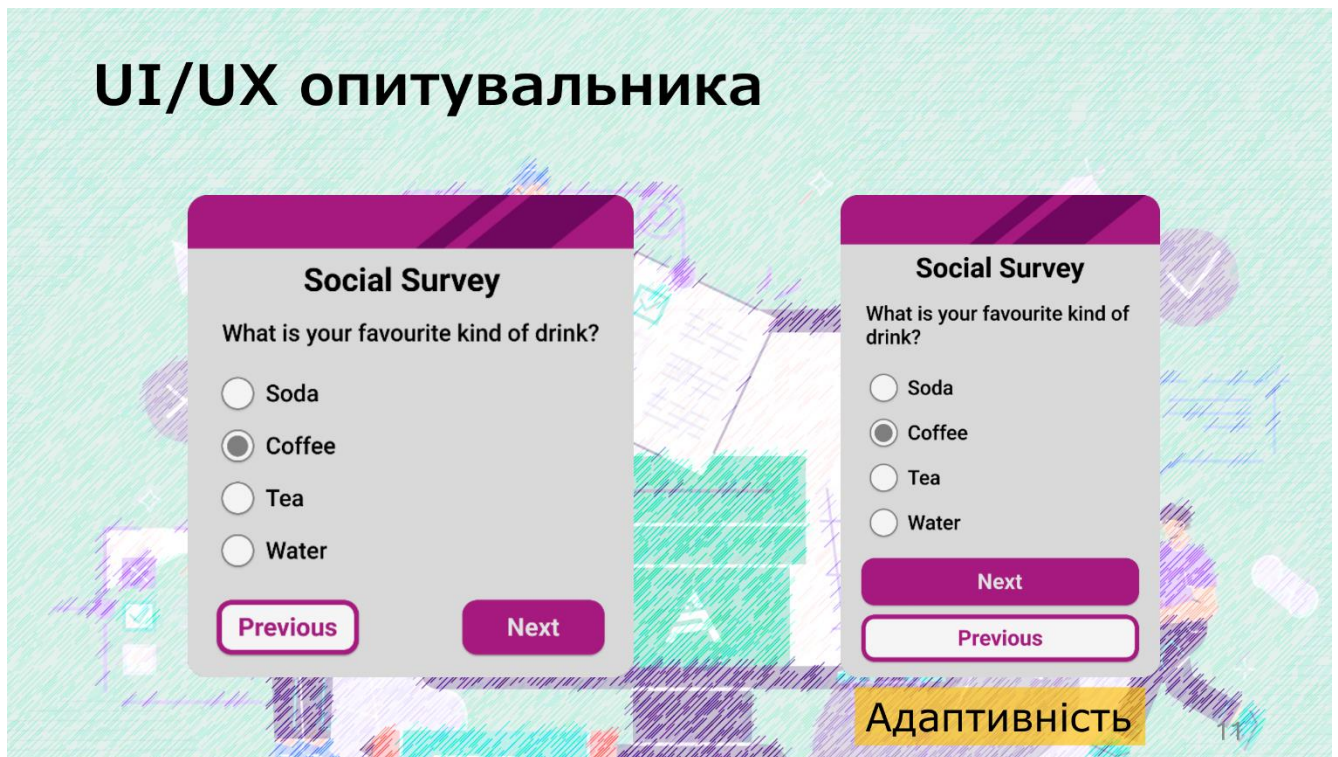 UI/UX опитувальника
Social Survey
What is your favourite kind of drink?
Soda
Coffee
Tea
Water
Previous
Next
Social Survey
What is your favourite kind of
drink?
Soda
Coffee
Tea
Water
Next
Previous
Адаптивність
11